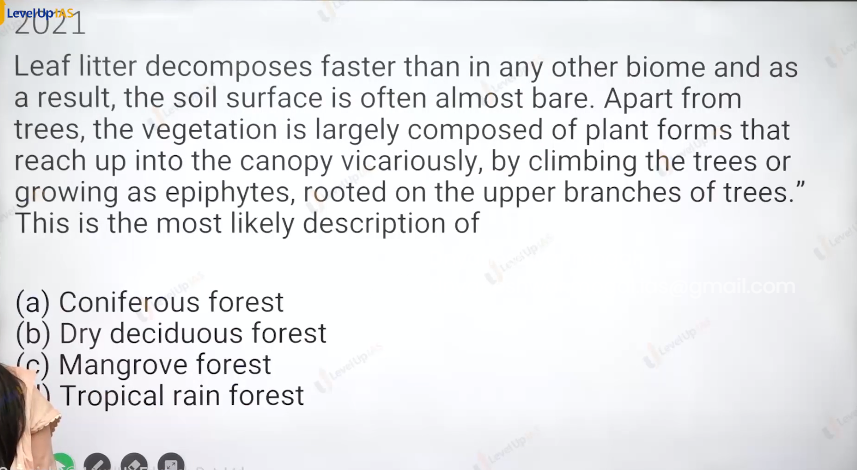 LevelUp IAS
2021
Leaf litter decomposes faster than in any other biome and as
a result, the soil surface is often almost bare. Apart from
trees, the vegetation is largely composed of plant forms that
reach up into the canopy vicariously, by climbing the trees or
growing as epiphytes, rooted on the upper branches of trees.”
This is the most likely description of
gmail.com
(a) Coniferous forest
(b) Dry deciduous forest
(c) Mangrove forest
) Tropical rain forest